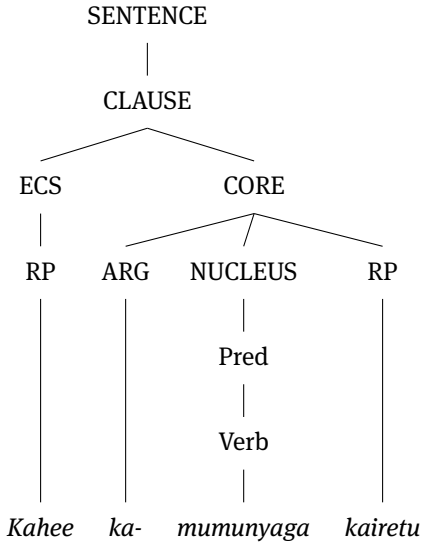 SENTENCE
CLAUSE
ECS CORE
RP ARG NUCLEUS RP
Pred
Verb
Kahee ka- mumunyaga kairetu